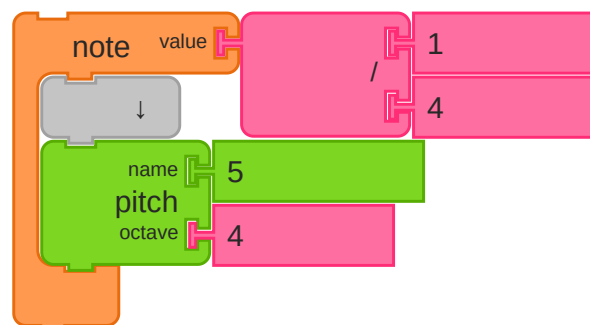 note value 1
/
4
↓
name 5
pitch
octave 4